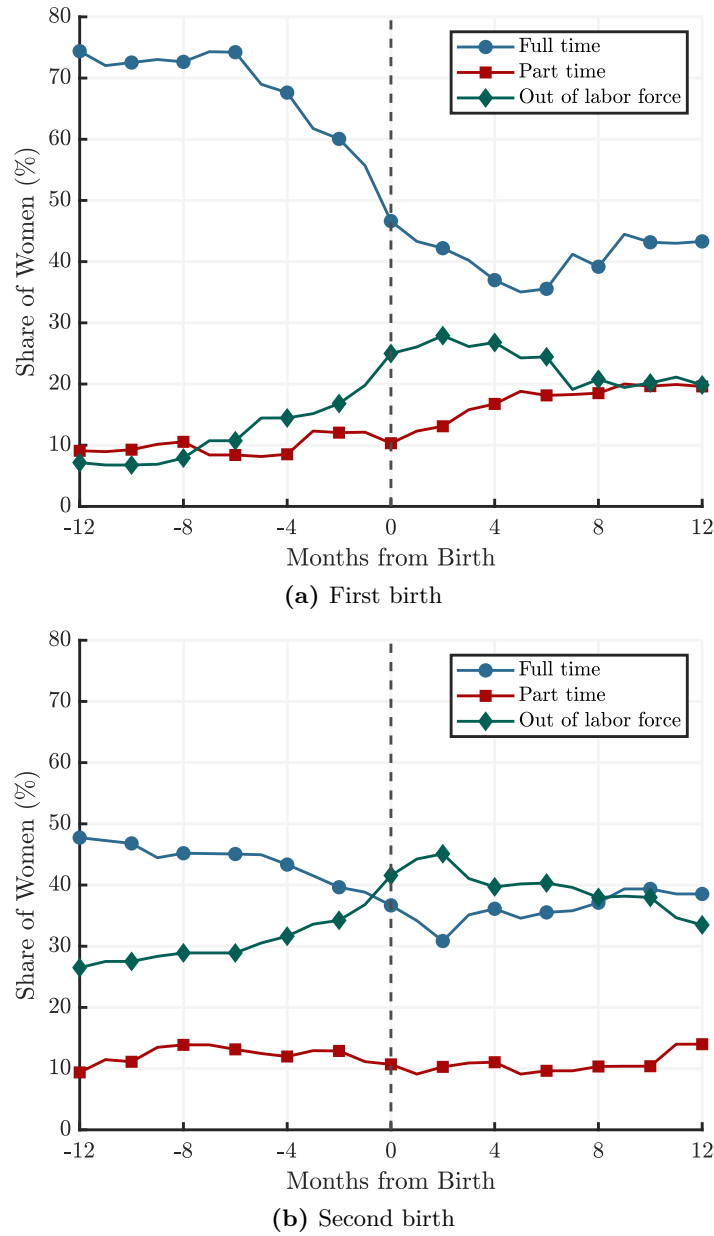 80
70
60
50
40
30
20
10
0
Share of Women (%)
Full time
Part time
Out of labor force
-12 -8 -4 0 4 8 12
Months from Birth
(a) First birth
80
70
60
50
40
30
20
10
0
Share of Women (%)
Full time
Part time
Out of labor force
-12 -8 -4 0 4 8 12
Months from Birth
(b) Second birth